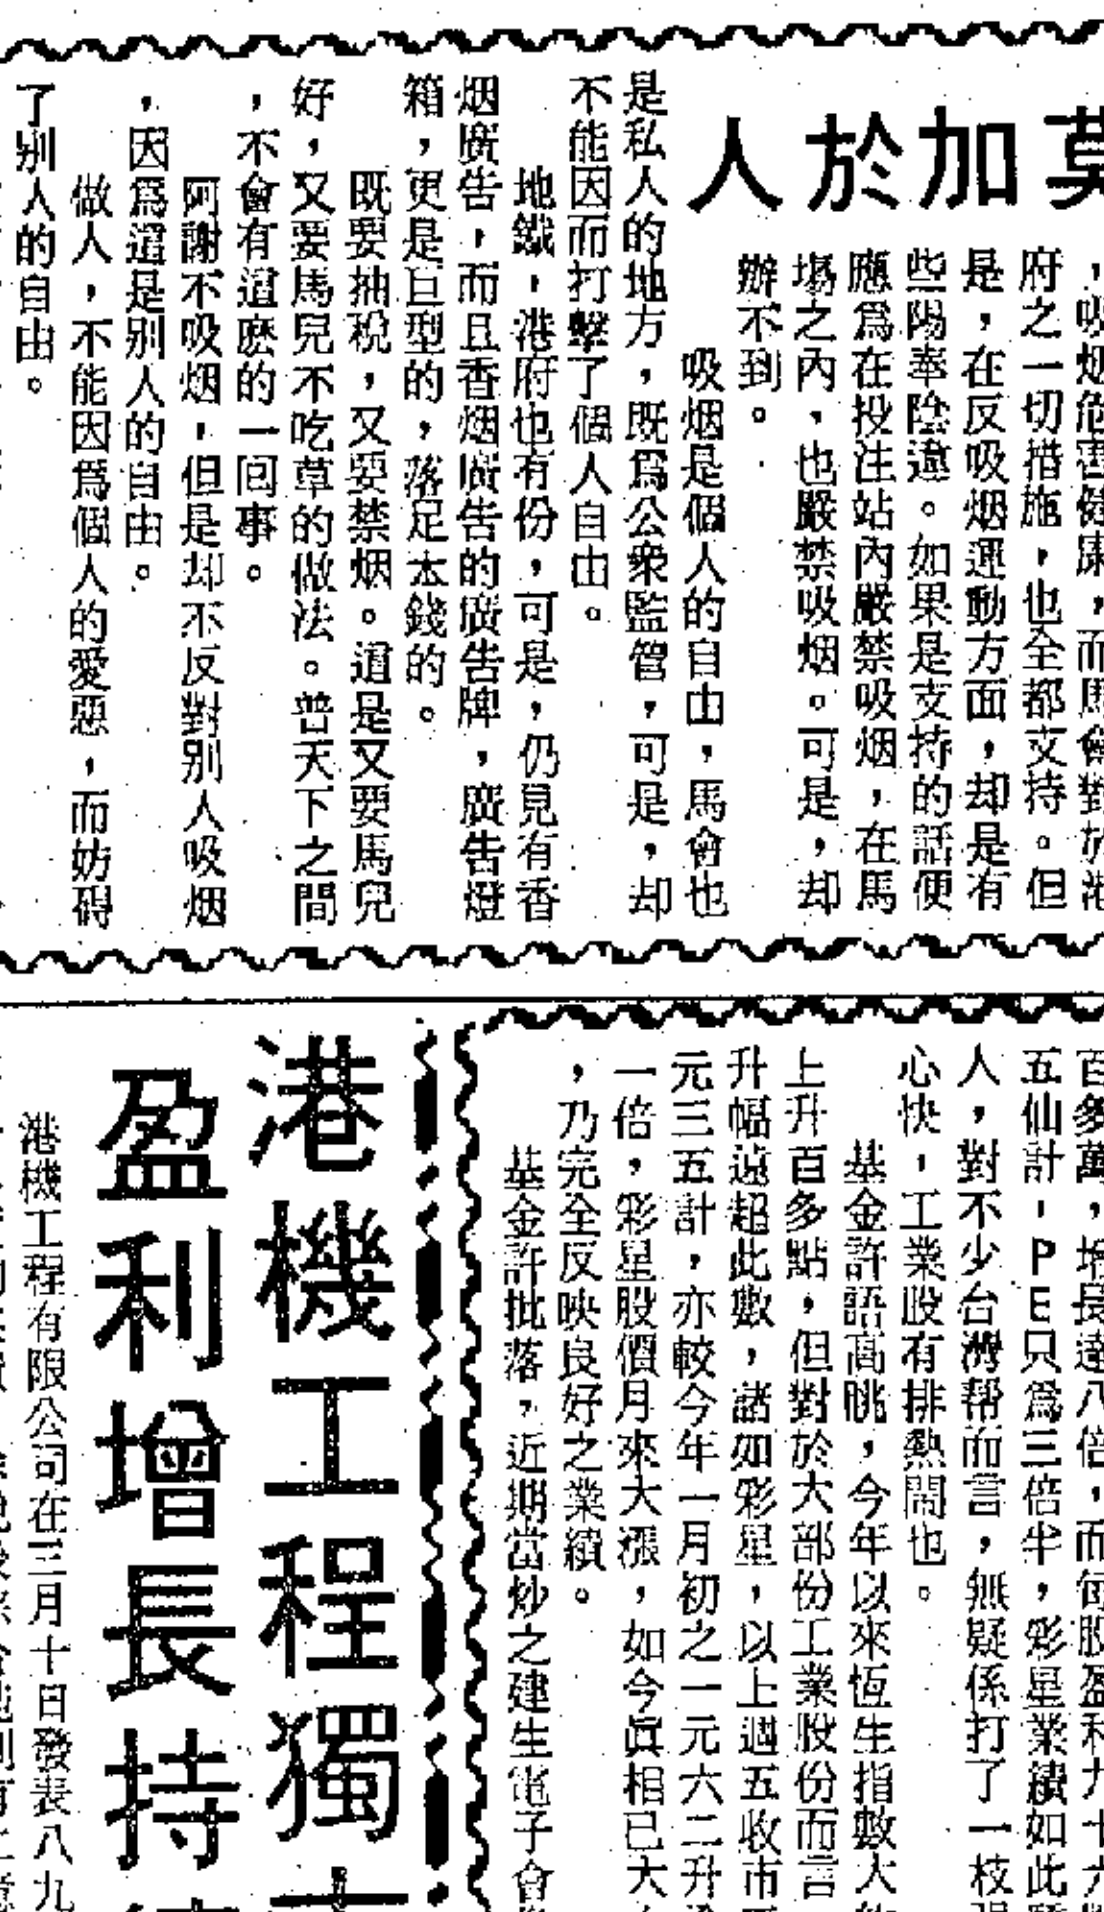 莫加於人
，吸烟危害健康，而馬會對於港
府之一切措施，也全都支持。但
是，在反吸烟運動方面，却是有
些陽奉陰違。如果是支持的話便
應爲在投注站內嚴禁吸烟，在馬
場之內，也嚴禁吸烟。可是，却
辦不到。
吸烟是個人的自由，馬會也
是私人的地方，既爲公衆監管，可是，却
不能因而打擊了個人自由。
地鐵，港府也有份，可是，仍見有香
烟廣告，而且香烟廣告的廣告牌，廣告燈
箱，更是巨型的，落足本錢的。
既要抽稅，又要禁烟。這是又要馬兒
好，又要馬兒不吃草的做法。普天下之間
，不會有這麽的一回事。
阿謝不吸烟，但是却不反對别人吸烟
，因爲這是别人的自由。
做人，不能因爲個人的愛惡，而妨碍
了别人的自由。
百多萬，增長達八倍，而每股盈利九十六
五仙計，PE只爲三倍半，彩星業績如此
人，對不少台灣帮而言，無疑係打了一枝
心快，工業股有排熱鬧也。
基金許語高眺，今年以來恆生指數大
上升百多點，但對於大部份工業股份而言
升幅遠超此數，諸如彩星，以上週五收市
元三五計，亦較今年一月初之一元六二升
一倍，彩星股價月來大漲，如今眞相已大
，乃完全反映良好之業績。
基金許批落，近期當炒之建生電子會
港機工程獨
盈利增長持
港機工程有限公司在三月十日發表八九